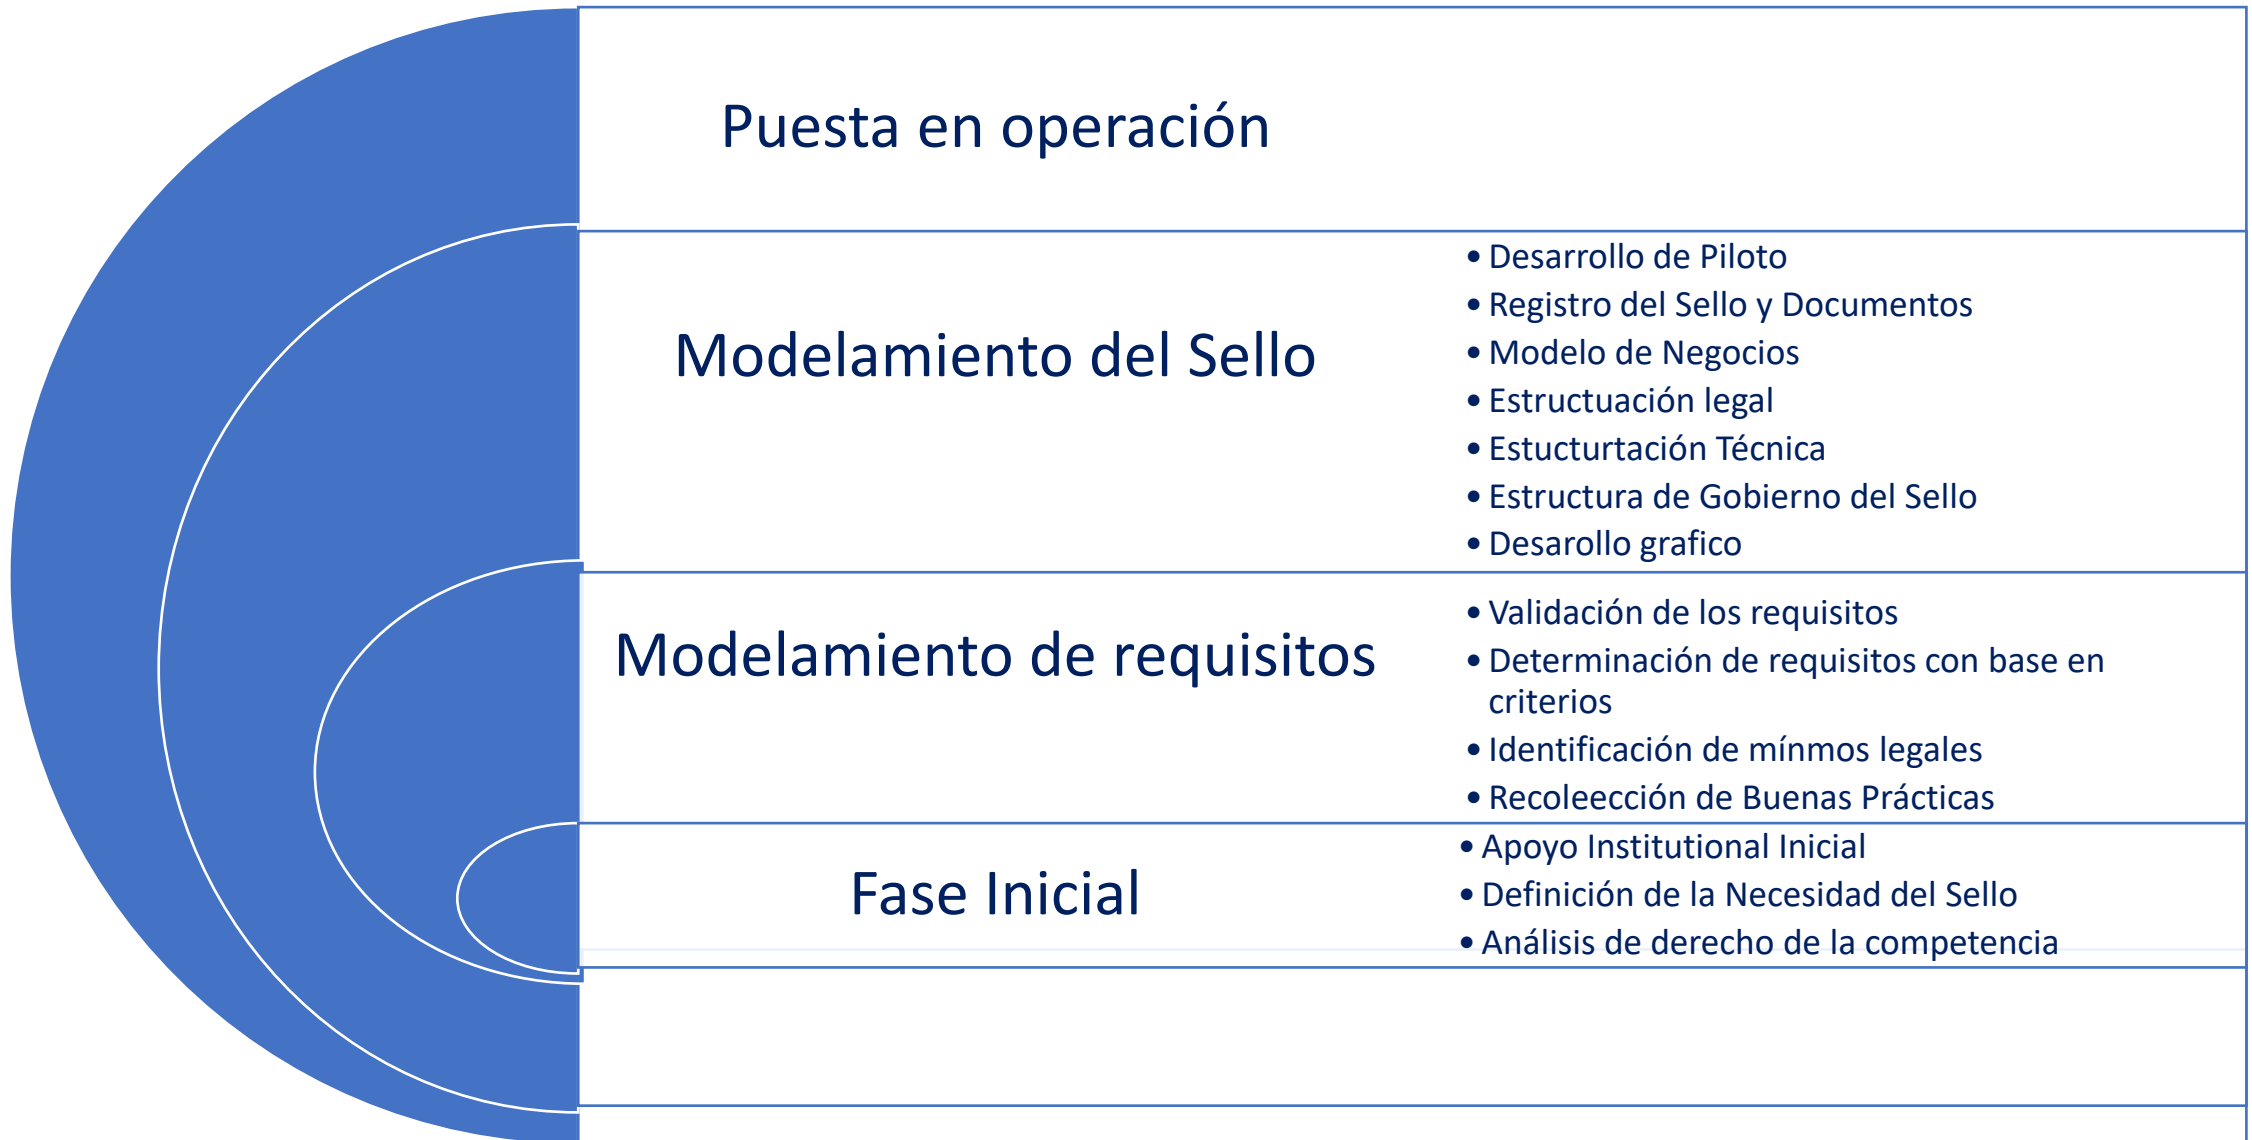 Puesta en operación
Modelamiento del Sello
• Desarrollo de Piloto
• Registro del Sello y Documentos
• Modelo de Negocios
• Estructuación legal
• Estucturtación Técnica
• Estructura de Gobierno del Sello
• Desarollo grafico
Modelamiento de requisitos
• Validación de los requisitos
• Determinación de requisitos con base en
criterios
• Identificación de mínmos legales
• Recoleección de Buenas Prácticas
Fase Inicial
• Apoyo Institutional Inicial
• Definición de la Necesidad del Sello
• Análisis de derecho de la competencia